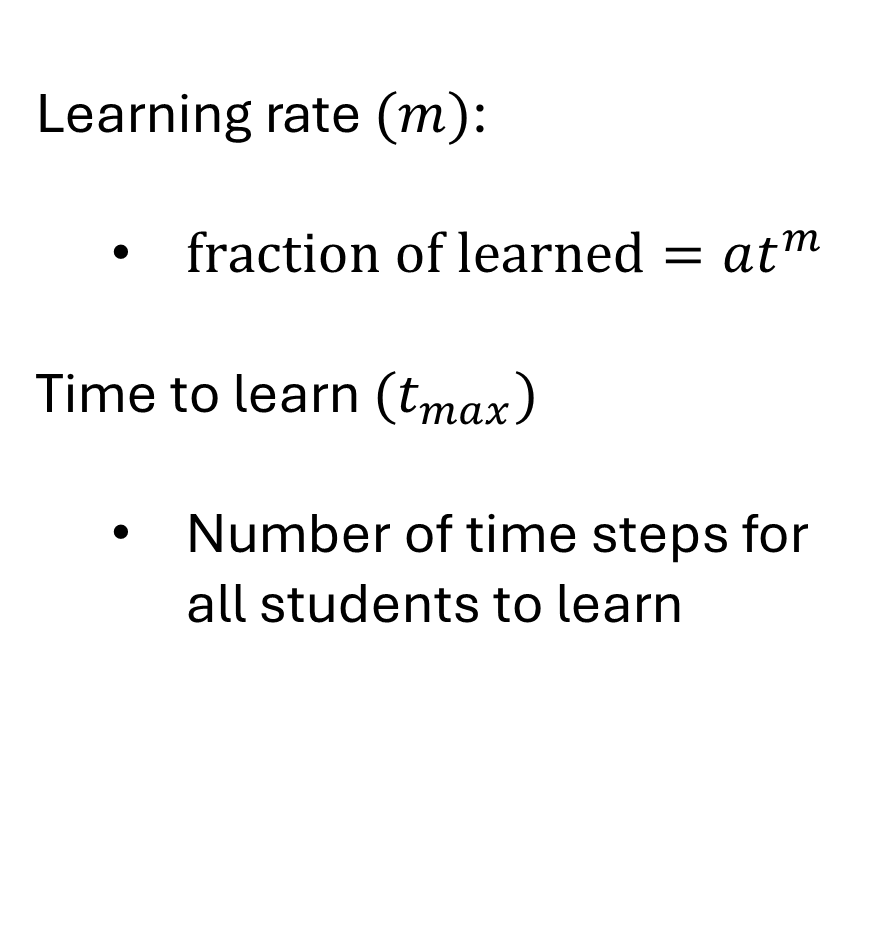 Learning rate (m):
• fraction of learned = at^m
Time to learn (t_max)
• Number of time steps for
all students to learn